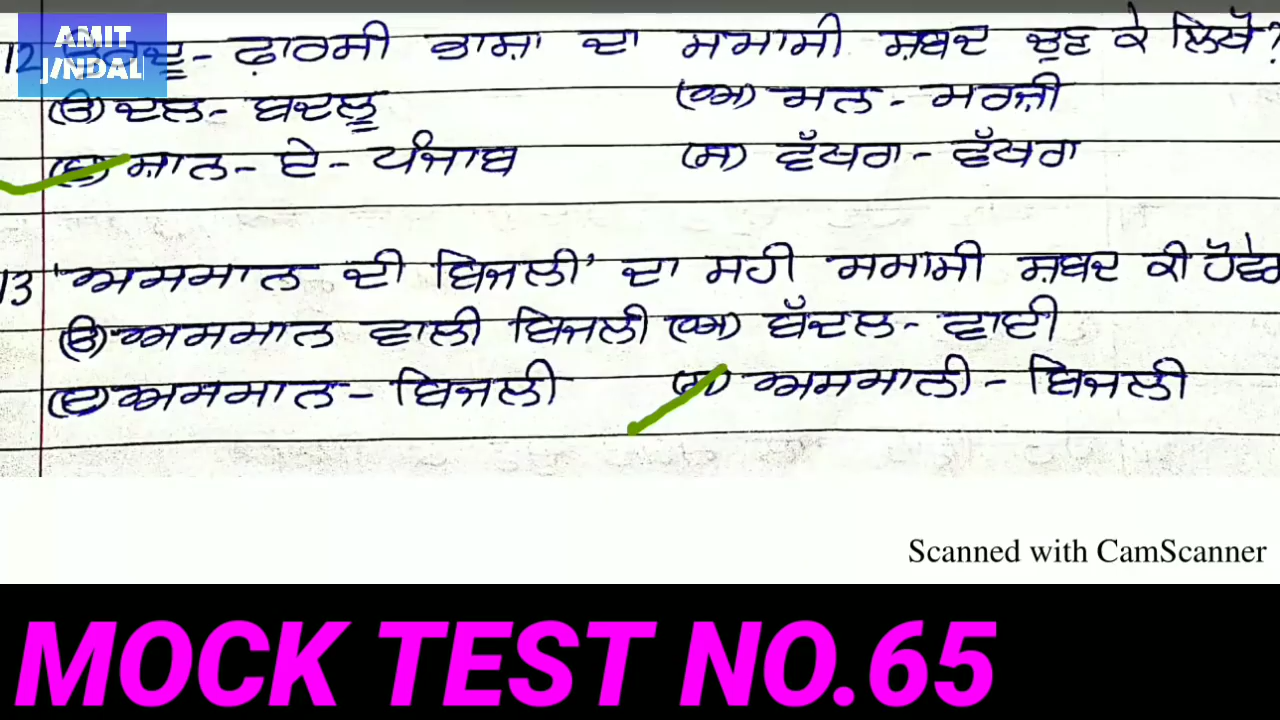 AMIT
JINDAL
12 ਉਰਦੂ - ਫ਼ਾਰਸੀ ਭਾਸ਼ਾ ਦਾ ਸਮਾਸੀ ਸ਼ਬਦ ਚੁਣ ਕੇ ਲਿਖੋ?
(ੳ) ਦਲ - ਬਦਲੂ (ਅ) ਮਨ - ਮਰਜ਼ੀ
(ੲ) ਸ਼ਾਨ - ਏ - ਪੰਜਾਬ (ਸ) ਵੱਖਰਾ - ਵੱਖਰਾ
13 'ਅਸਮਾਨ ਦੀ ਬਿਜਲੀ' ਦਾ ਸਹੀ ਸਮਾਸੀ ਸ਼ਬਦ ਕੀ
(ੳ) ਅਸਮਾਨ ਵਾਲੀ ਬਿਜਲੀ (ਅ) ਬੱਦਲ - ਵਾਈ
(ੲ) ਅਸਮਾਨ - ਬਿਜਲੀ (ਸ) ਅਸਮਾਨੀ - ਬਿਜਲੀ
Scanned with CamScanner
MOCK TEST NO.65